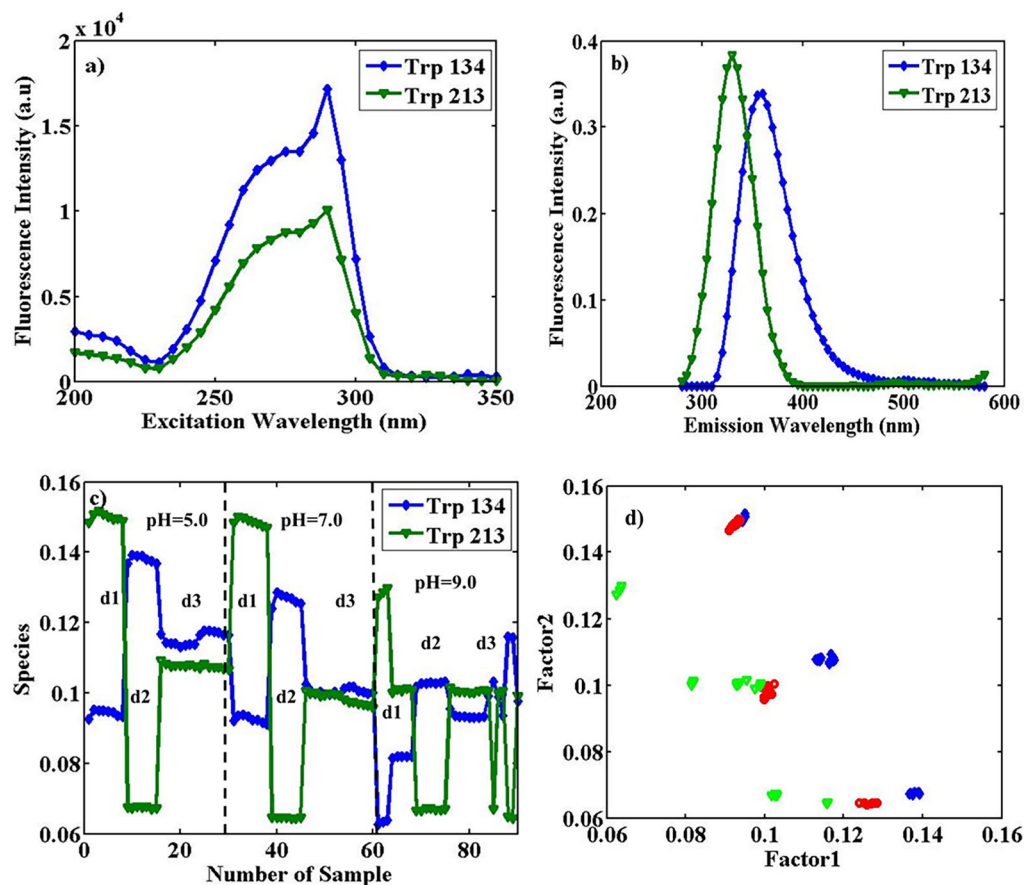 x 10^4
2
1.5
1
0.5
0
Fluorescence Intensity (a.u)
a)
Trp 134
Trp 213
200 250 300 350
Excitation Wavelength (nm)
0.4
0.3
0.2
0.1
0
Fluorescence Intensity (a.u)
b)
Trp 134
Trp 213
200 300 400 500 600
Emission Wavelength (nm)
0.16
0.14
0.12
0.1
0.08
0.06
Species
c)
Trp 134
Trp 213
pH=5.0 pH=7.0
pH=9.0
d1 d3 d1 d3
d2 d3
d2 d2 d1
0 20 40 60 80
Number of Sample
0.16
0.14
0.12
0.1
0.08
0.06
Factor2
d)
0.06 0.08 0.1 0.12 0.14 0.16
Factor1